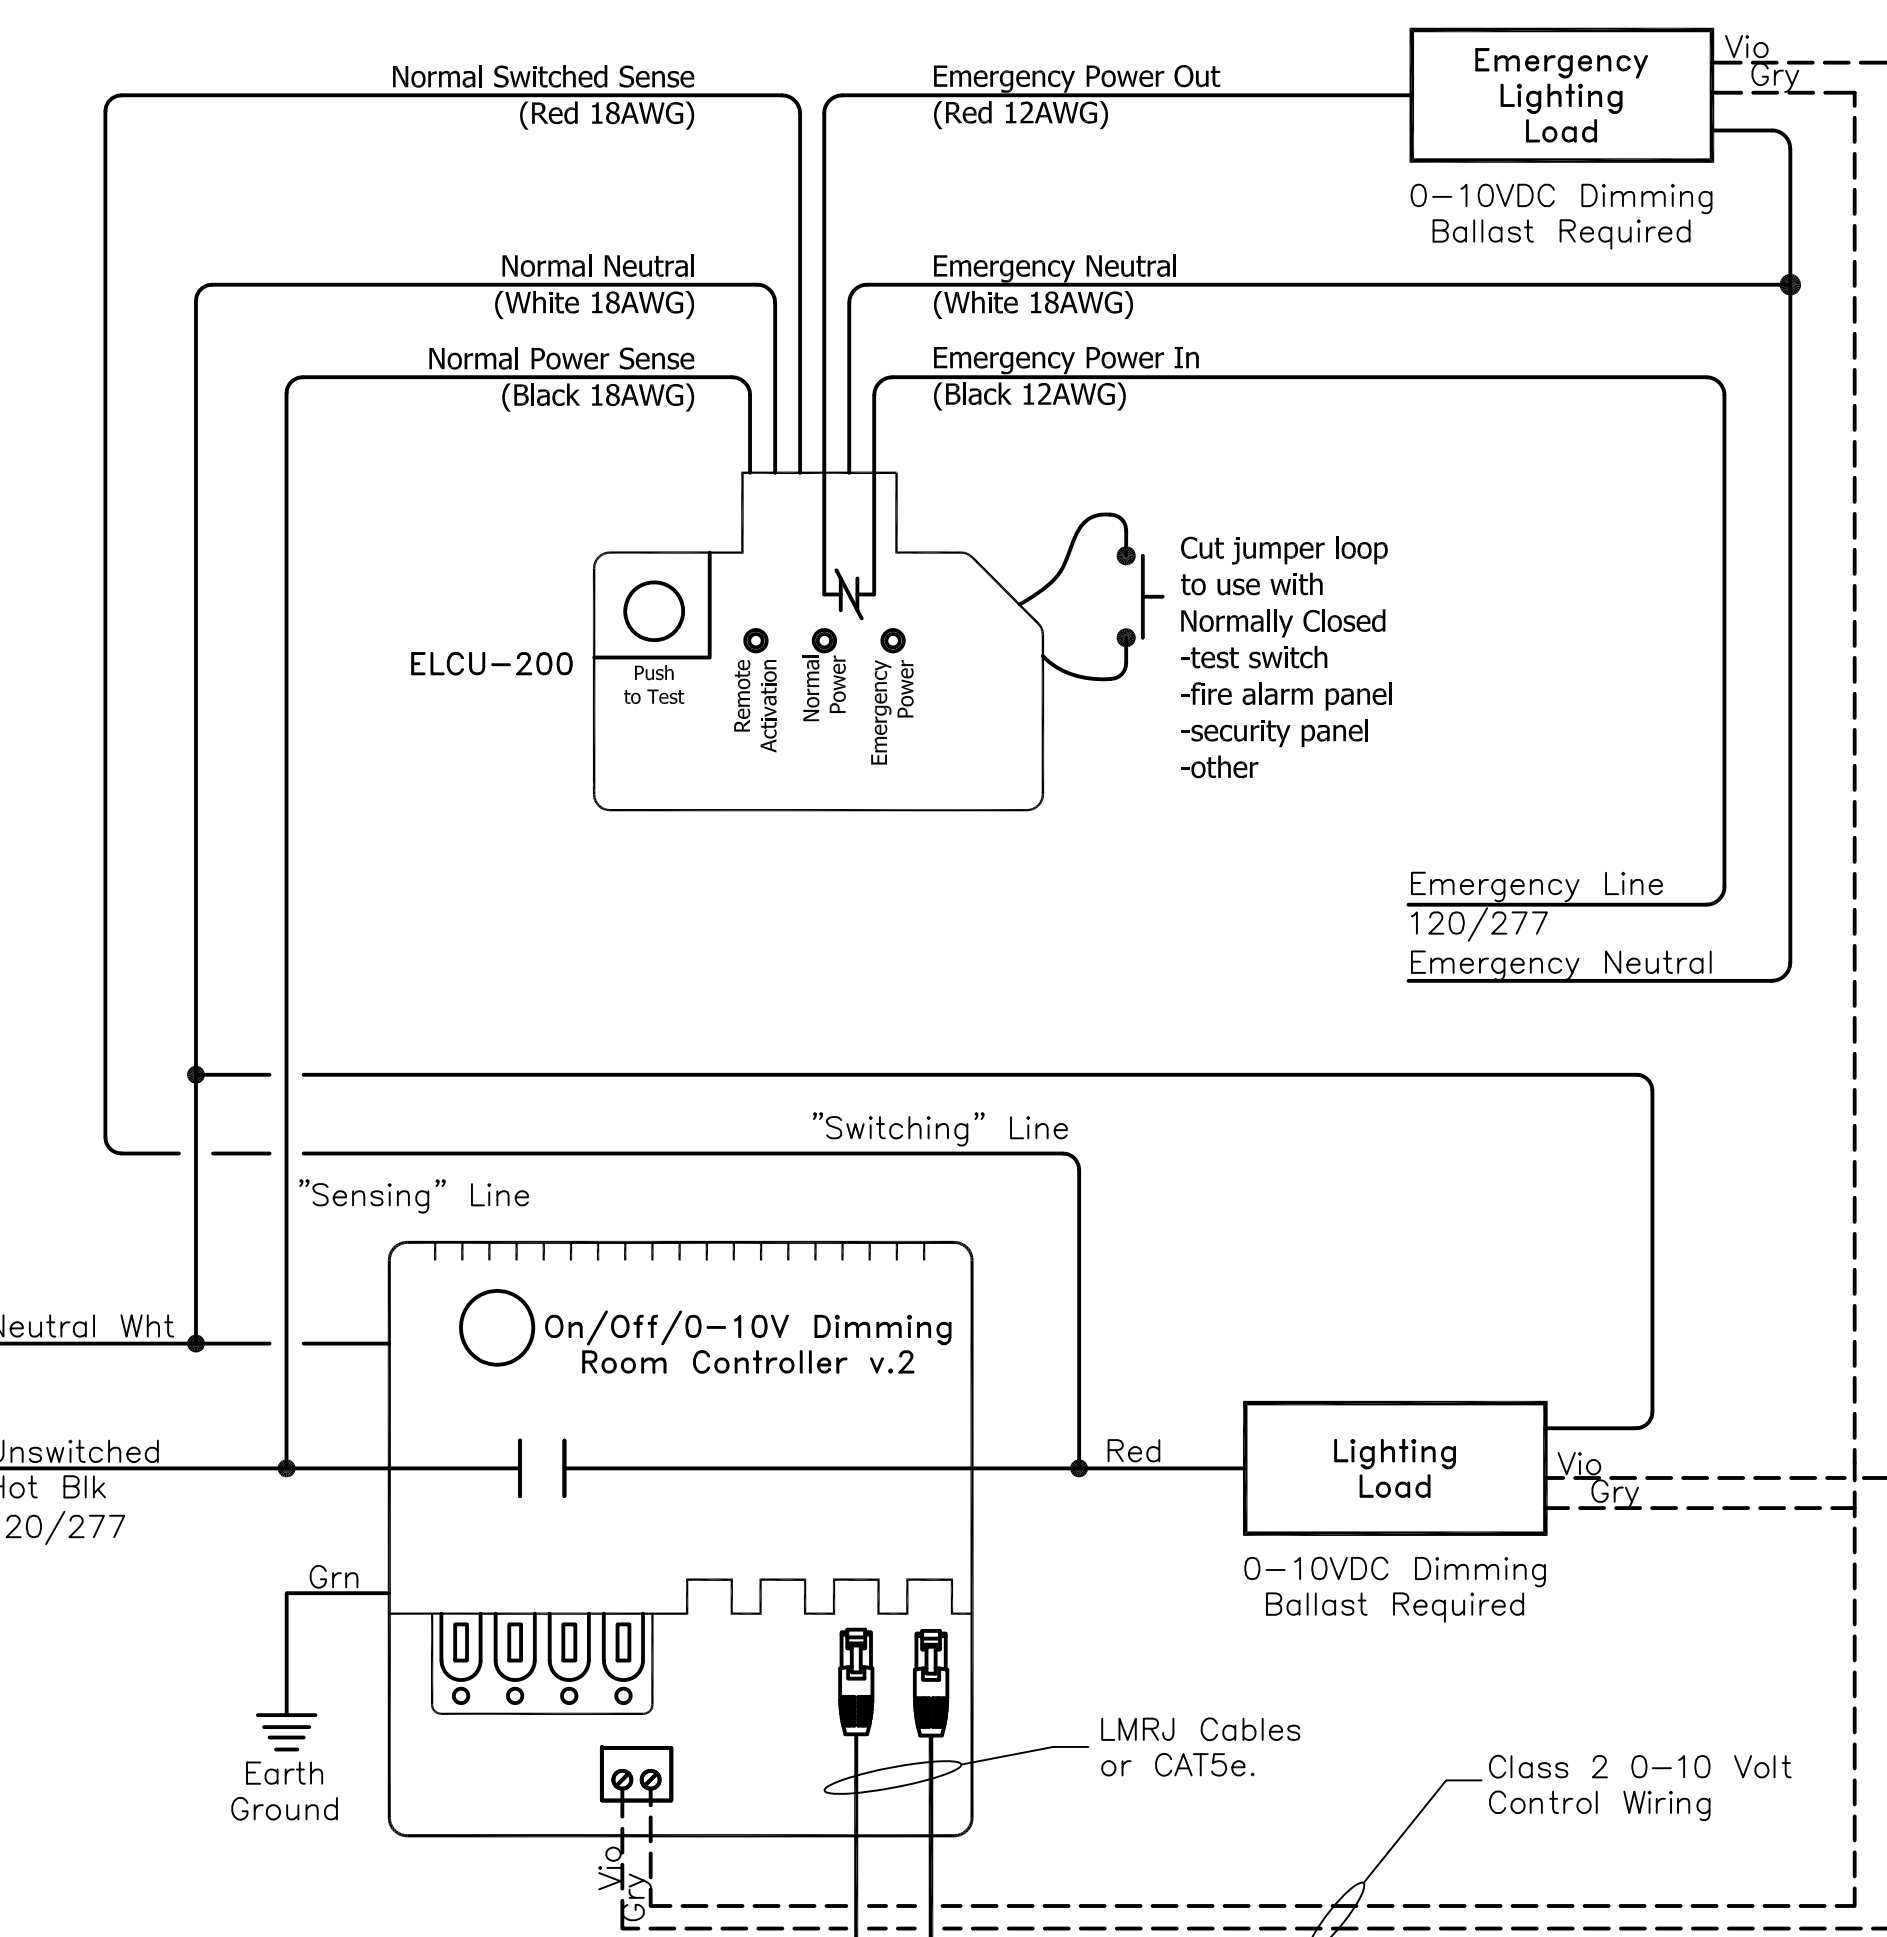 Normal Switched Sense
(Red 18AWG)
Emergency Power Out
(Red 12AWG)
Emergency
Lighting
Load
Vio
Gry
0-10VDC Dimming
Ballast Required
Normal Neutral
(White 18AWG)
Emergency Neutral
(White 18AWG)
Normal Power Sense
(Black 18AWG)
Emergency Power In
(Black 12AWG)
Cut jumper loop
to use with
Normally Closed
-test switch
-fire alarm panel
-security panel
-other
ELCU-200
Push
to Test
Remote
Activation
Normal
Power
Emergency
Power
Emergency Line
120/277
Emergency Neutral
"Switching" Line
"Sensing" Line
Neutral Wht
On/Off/0-10V Dimming
Room Controller v.2
Unswitched
Hot Blk
20/277
Red
Lighting
Load
Vio
Gry
0-10VDC Dimming
Ballast Required
Grn
Earth
Ground
LMRJ Cables
or CAT5e.
Class 2 0-10 Volt
Control Wiring
Vio
Gry